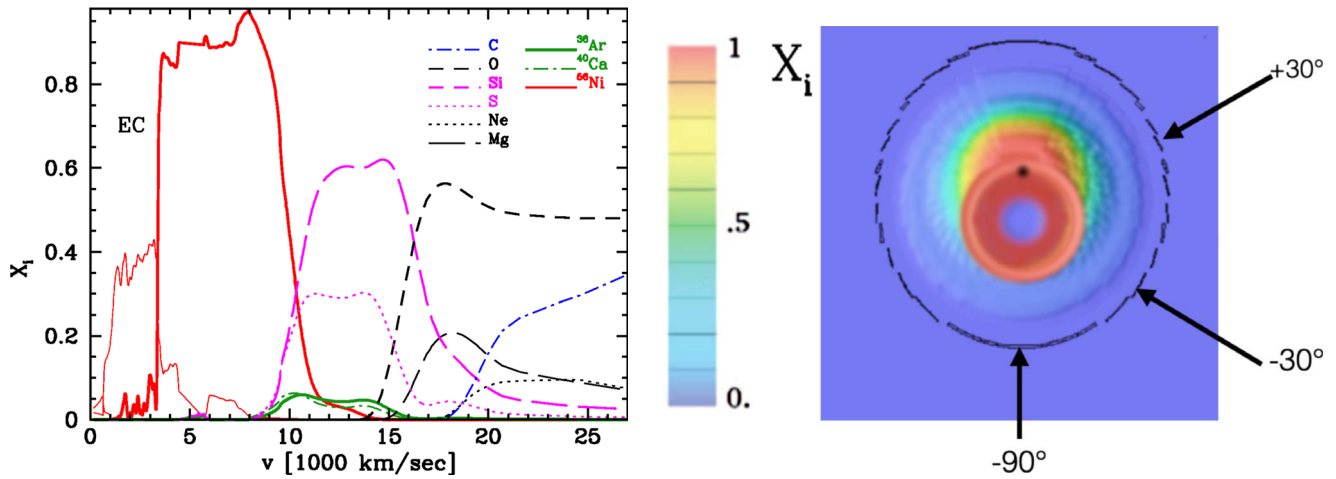 0.8
0.6
0.4
0.2
0
X_i
EC
C
O
Si
S
Ne
Mg
³⁶Ar
⁴⁰Ca
⁵⁶Ni
0 5 10 15 20 25
v [1000 km/sec]
1
.5
0.
X_i
+30°
-30°
-90°